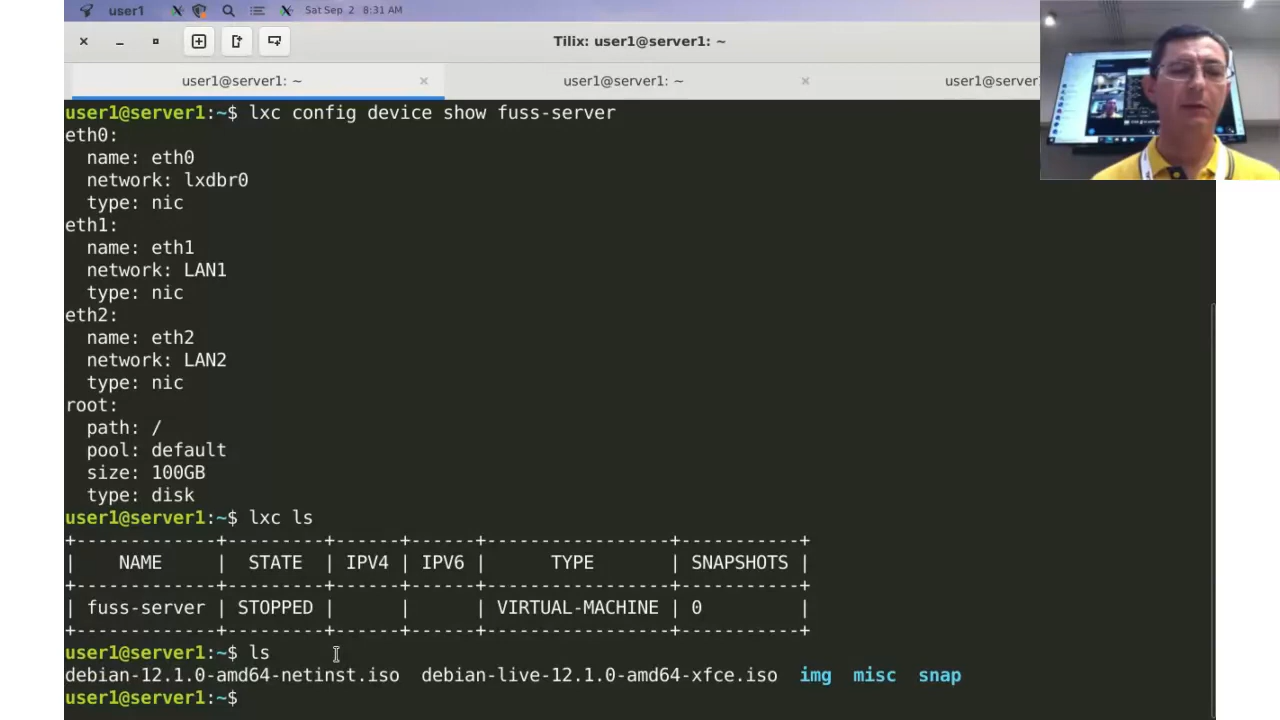 user1 Sat Sep 2 8:31 AM
Tilix: user1@server1: ~
user1@server1: ~ × user1@server1: ~ × user1@server1:
user1@server1:~$ lxc config device show fuss-server
eth0:
  name: eth0
  network: lxdbr0
  type: nic
eth1:
  name: eth1
  network: LAN1
  type: nic
eth2:
  name: eth2
  network: LAN2
  type: nic
root:
  path: /
  pool: default
  size: 100GB
  type: disk
user1@server1:~$ lxc ls
+-------------+---------+------+------+-----------------+-----------+
|    NAME     |  STATE  | IPV4 | IPV6 |      TYPE       | SNAPSHOTS |
+-------------+---------+------+------+-----------------+-----------+
| fuss-server | STOPPED |      |      | VIRTUAL-MACHINE | 0         |
+-------------+---------+------+------+-----------------+-----------+
user1@server1:~$ ls
debian-12.1.0-amd64-netinst.iso  debian-live-12.1.0-amd64-xfce.iso  img  misc  snap
user1@server1:~$